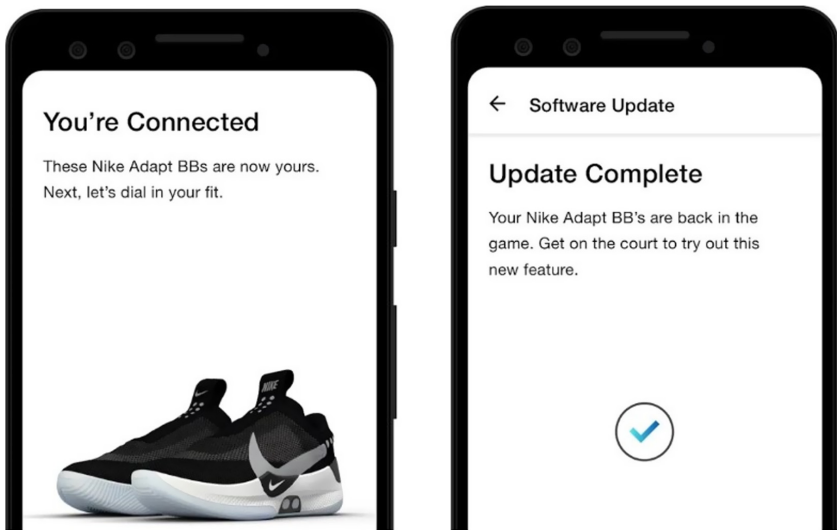 You're Connected
These Nike Adapt BBs are now yours.
Next, let's dial in your fit.
NIKE
Software Update
Update Complete
Your Nike Adapt BB's are back in the
game. Get on the court to try out this
new feature.